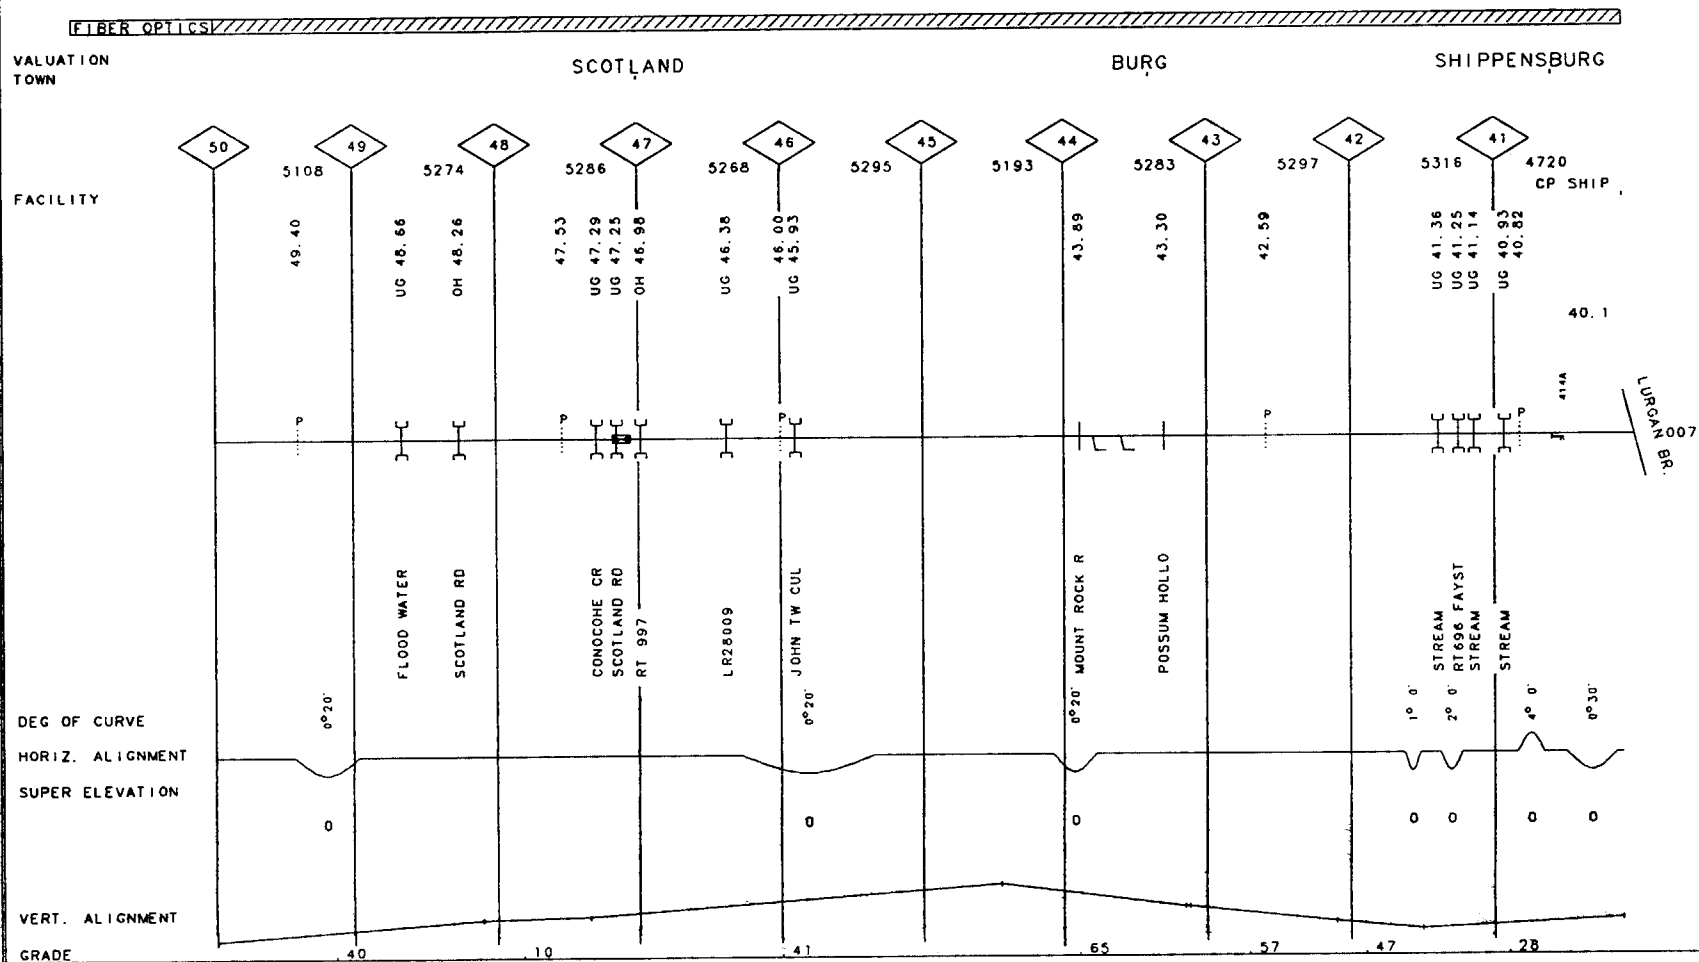 FIBER OPTICS
VALUATION
TOWN
SCOTLAND BURG SHIPPENSBURG
50 49 48 47 46 45 44 43 42 41
5108 5274 5286 5268 5295 5193 5283 5297 5316 4720
CP SHIP
FACILITY
49.40
UG 48.66
OH 48.26
47.53
UG 47.29
UG 47.25
OH 46.98
UG 46.38
46.00
UG 45.93
43.89
43.30
42.59
UG 41.36
UG 41.25
UG 41.14
UG 40.93
40.82
40.1
414A
P P P P P
LURGAN BR.
007
FLOOD WATER
SCOTLAND RD
CONOCOHE CR
SCOTLAND RD
RT 997
LR28009
JOHN TW CUL
MOUNT ROCK R
POSSUM HOLLO
STREAM
RT696 FAYST
STREAM
STREAM
DEG OF CURVE
0°20' 0°20' 0°20' 1° 0' 2° 0' 4° 0' 0°30'
HORIZ. ALIGNMENT
SUPER ELEVATION
0 0 0 0 0 0 0
VERT. ALIGNMENT
GRADE .40 .10 .41 .65 .57 .47 .28